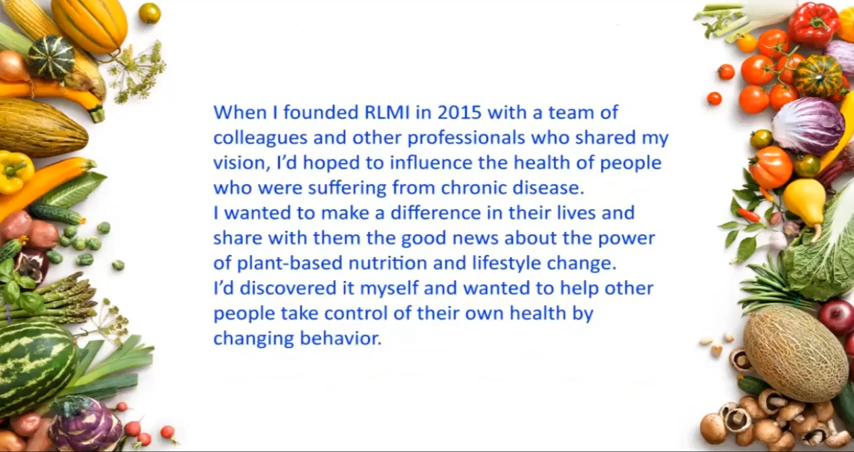 When I founded RLMI in 2015 with a team of
colleagues and other professionals who shared my
vision, I'd hoped to influence the health of people
who were suffering from chronic disease.
I wanted to make a difference in their lives and
share with them the good news about the power
of plant-based nutrition and lifestyle change.
I'd discovered it myself and wanted to help other
people take control of their own health by
changing behavior.